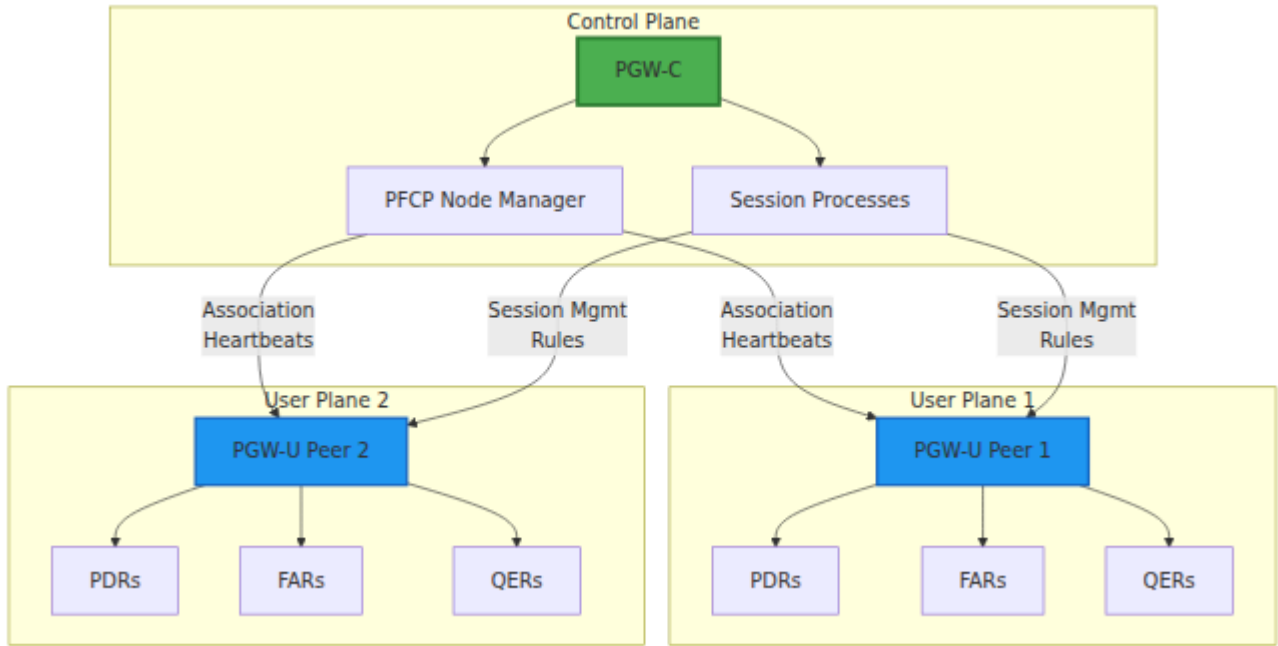 Control Plane
PGW-C
PFCP Node Manager
Session Processes
Association
Heartbeats
Session Mgmt
Rules
Association
Heartbeats
Session Mgmt
Rules
User Plane 2
PGW-U Peer 2
PDRs
FARs
QERs
User Plane 1
PGW-U Peer 1
PDRs
FARs
QERs